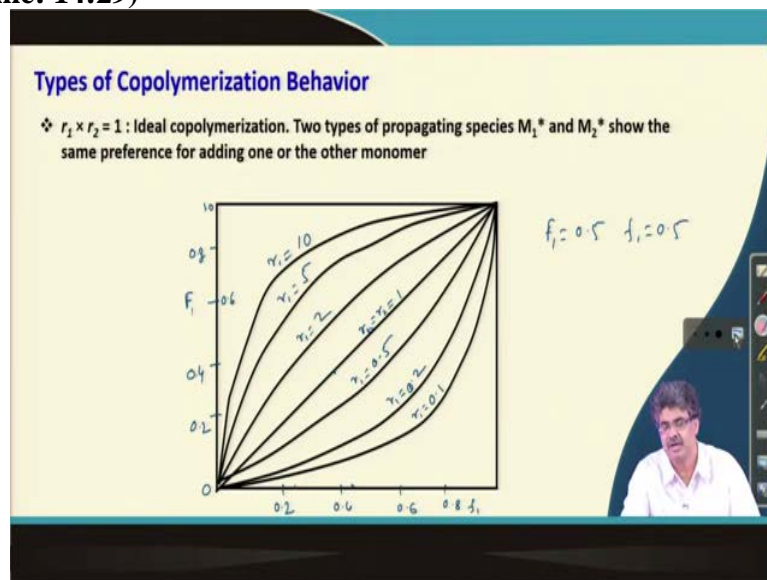 Types of Copolymerization Behavior
❖ r₁ × r₂ = 1 : Ideal copolymerization. Two types of propagating species M₁* and M₂* show the
same preference for adding one or the other monomer
f₁ = 0.5 f₁ = 0.5
1.0
0.8
F₁ 0.6
0.4
0.2
0
r₁ = 10
r₁ = 5
r₁ = 2
r₁ = r₂ = 1
r₁ = 0.5
r₁ = 0.2
r₁ = 0.1
0.2 0.4 0.6 0.8 f₁